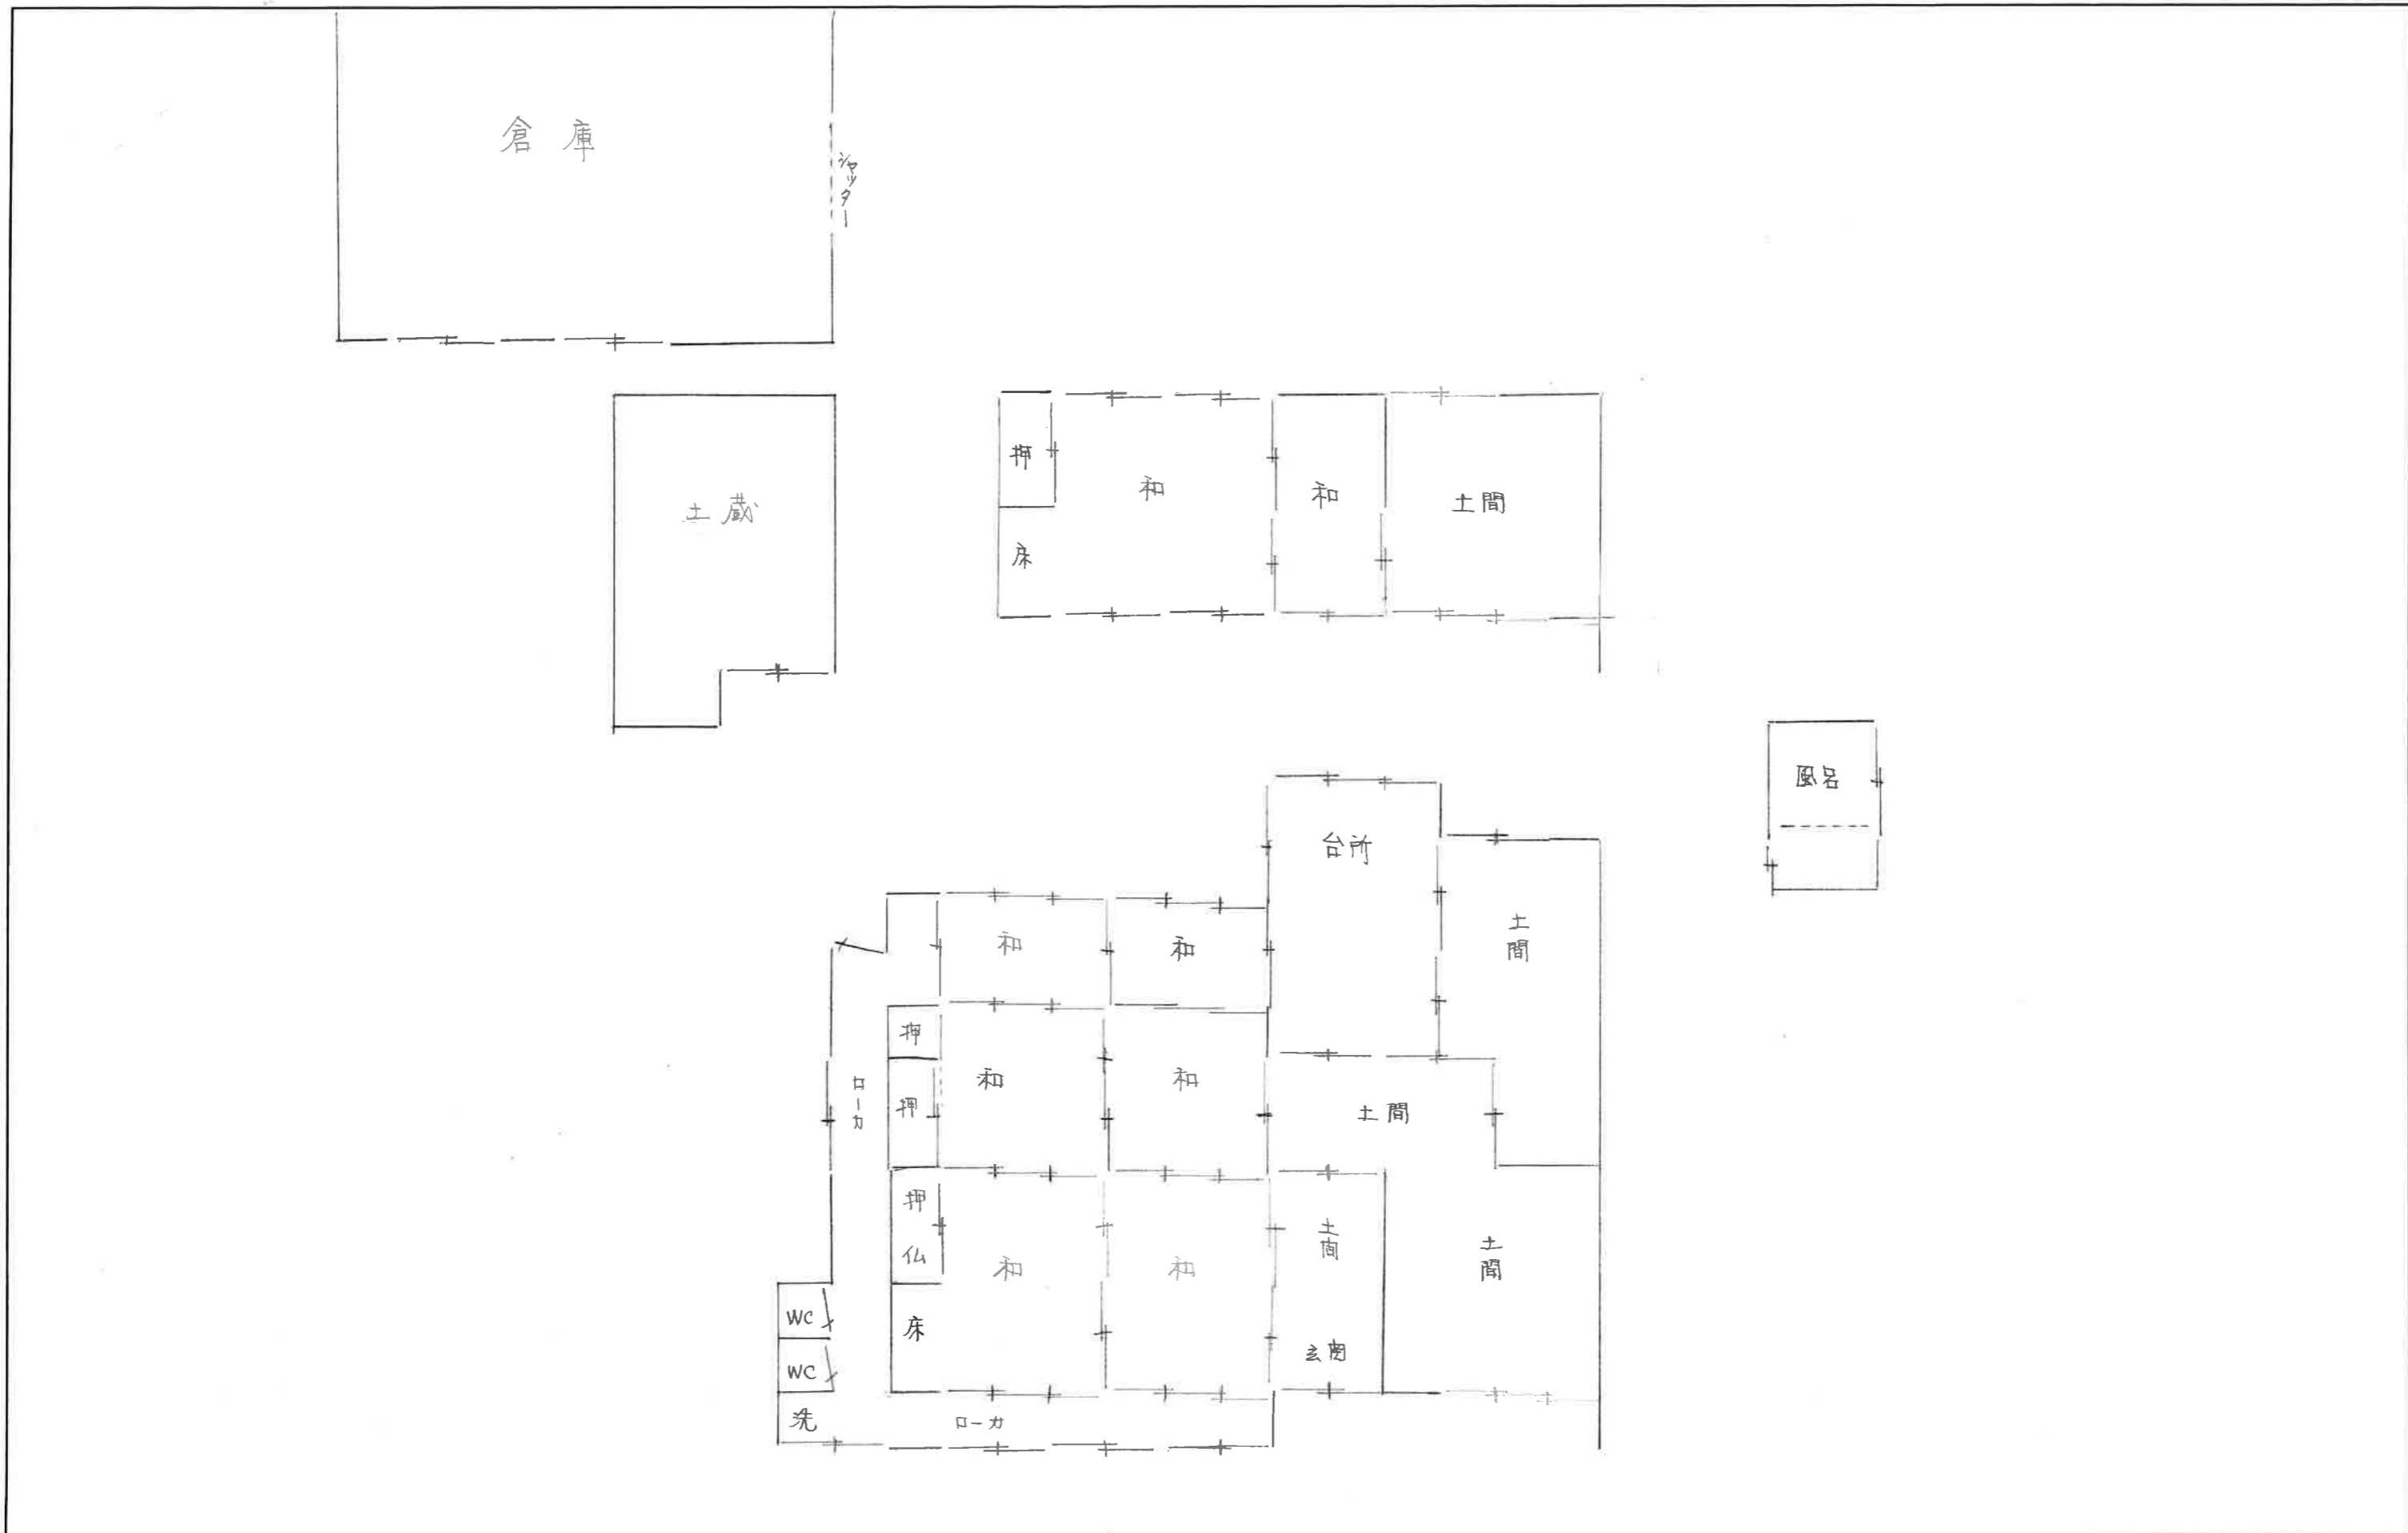 倉庫
シャッター
土蔵
押
床
和
和
土間
風呂
台所
土間
和
和
押
押
ローカ
和
和
土間
押
仏
床
和
和
土間
玄関
土間
WC
WC
洗
ローカ